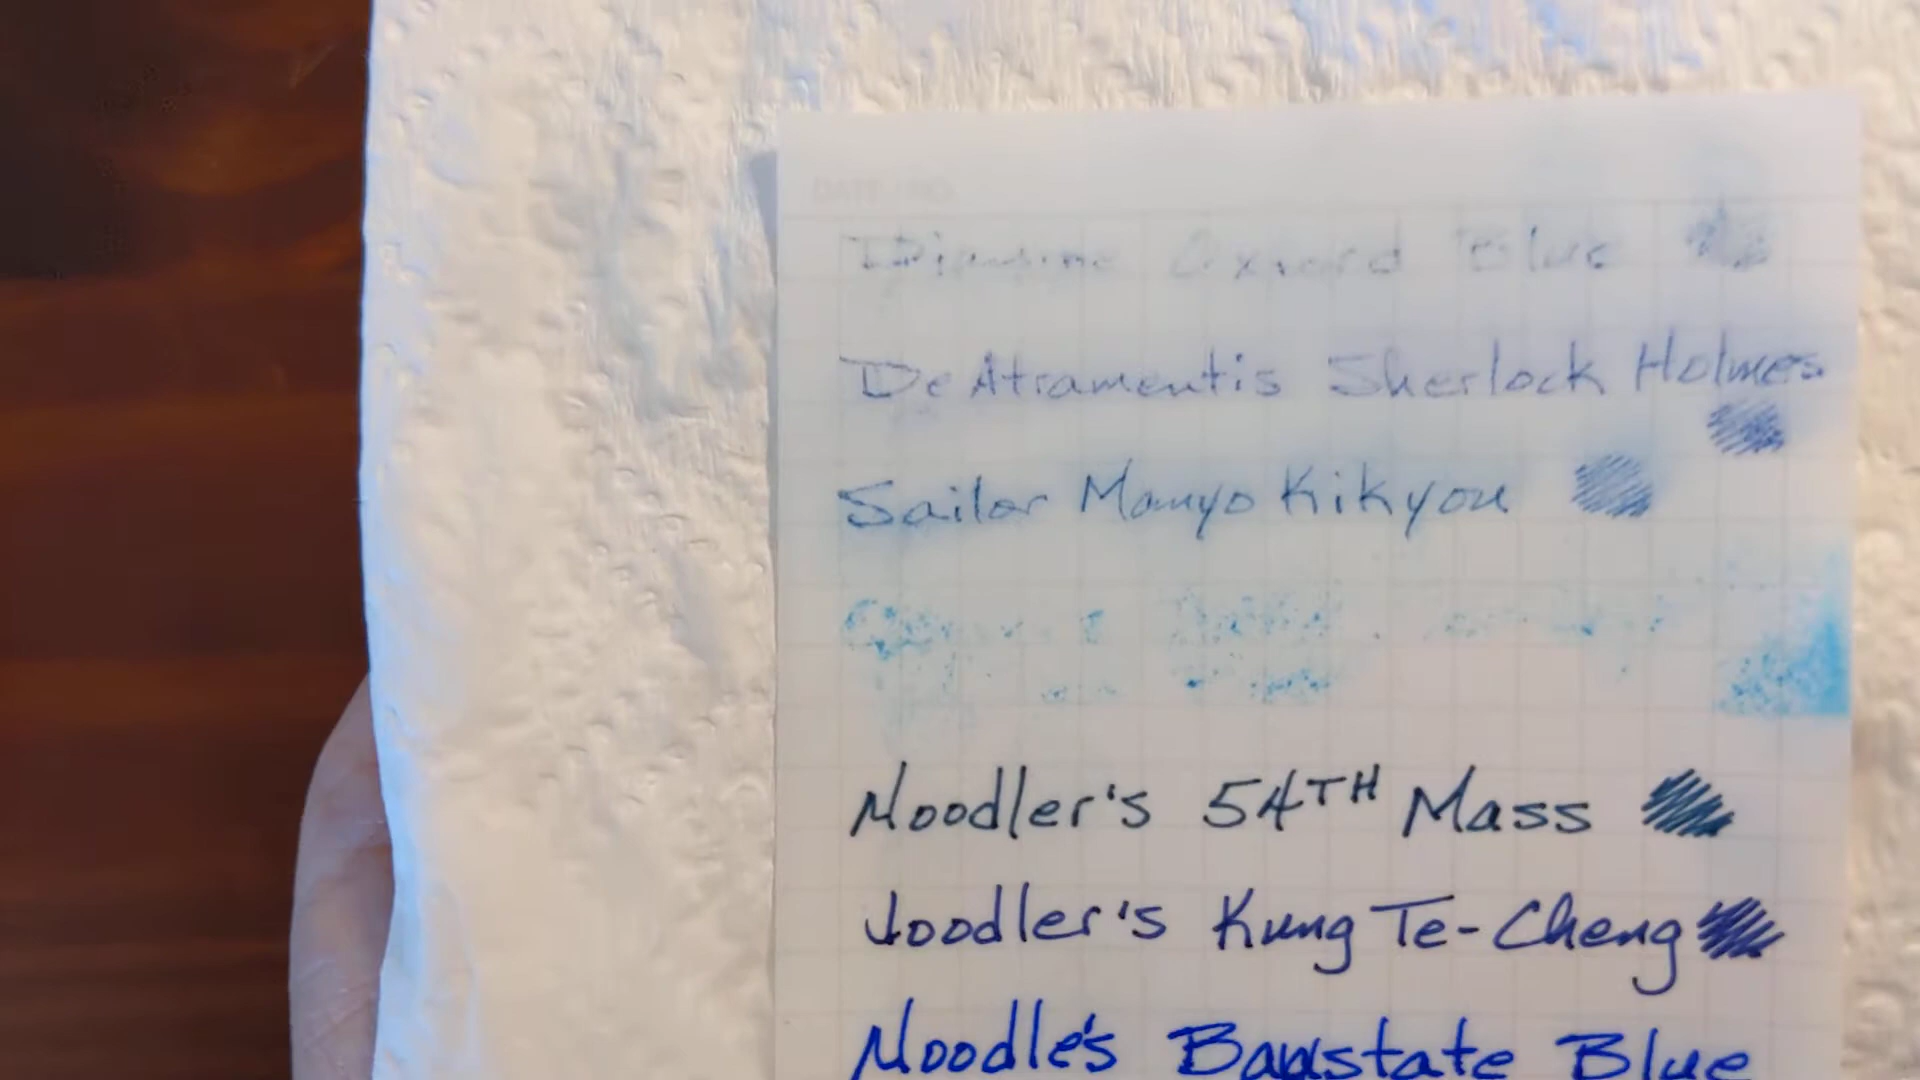 Diamine Oxford Blue
De Atramentis Sherlock Holmes
Sailor Manyo Kikyou
Noodler's 54TH Mass
Noodler's Kung Te-Cheng
Noodle's Baystate Blue